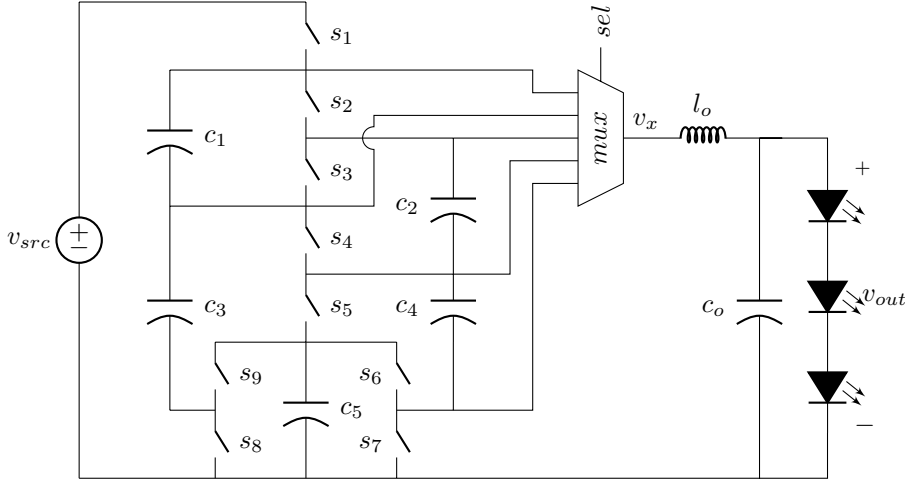 s1
sel
s2
c1
mux
vx
lo
s3
+
c2
vsrc
s4
c3
s5
c4
co
vout
s9
s6
c5
s8
s7
−